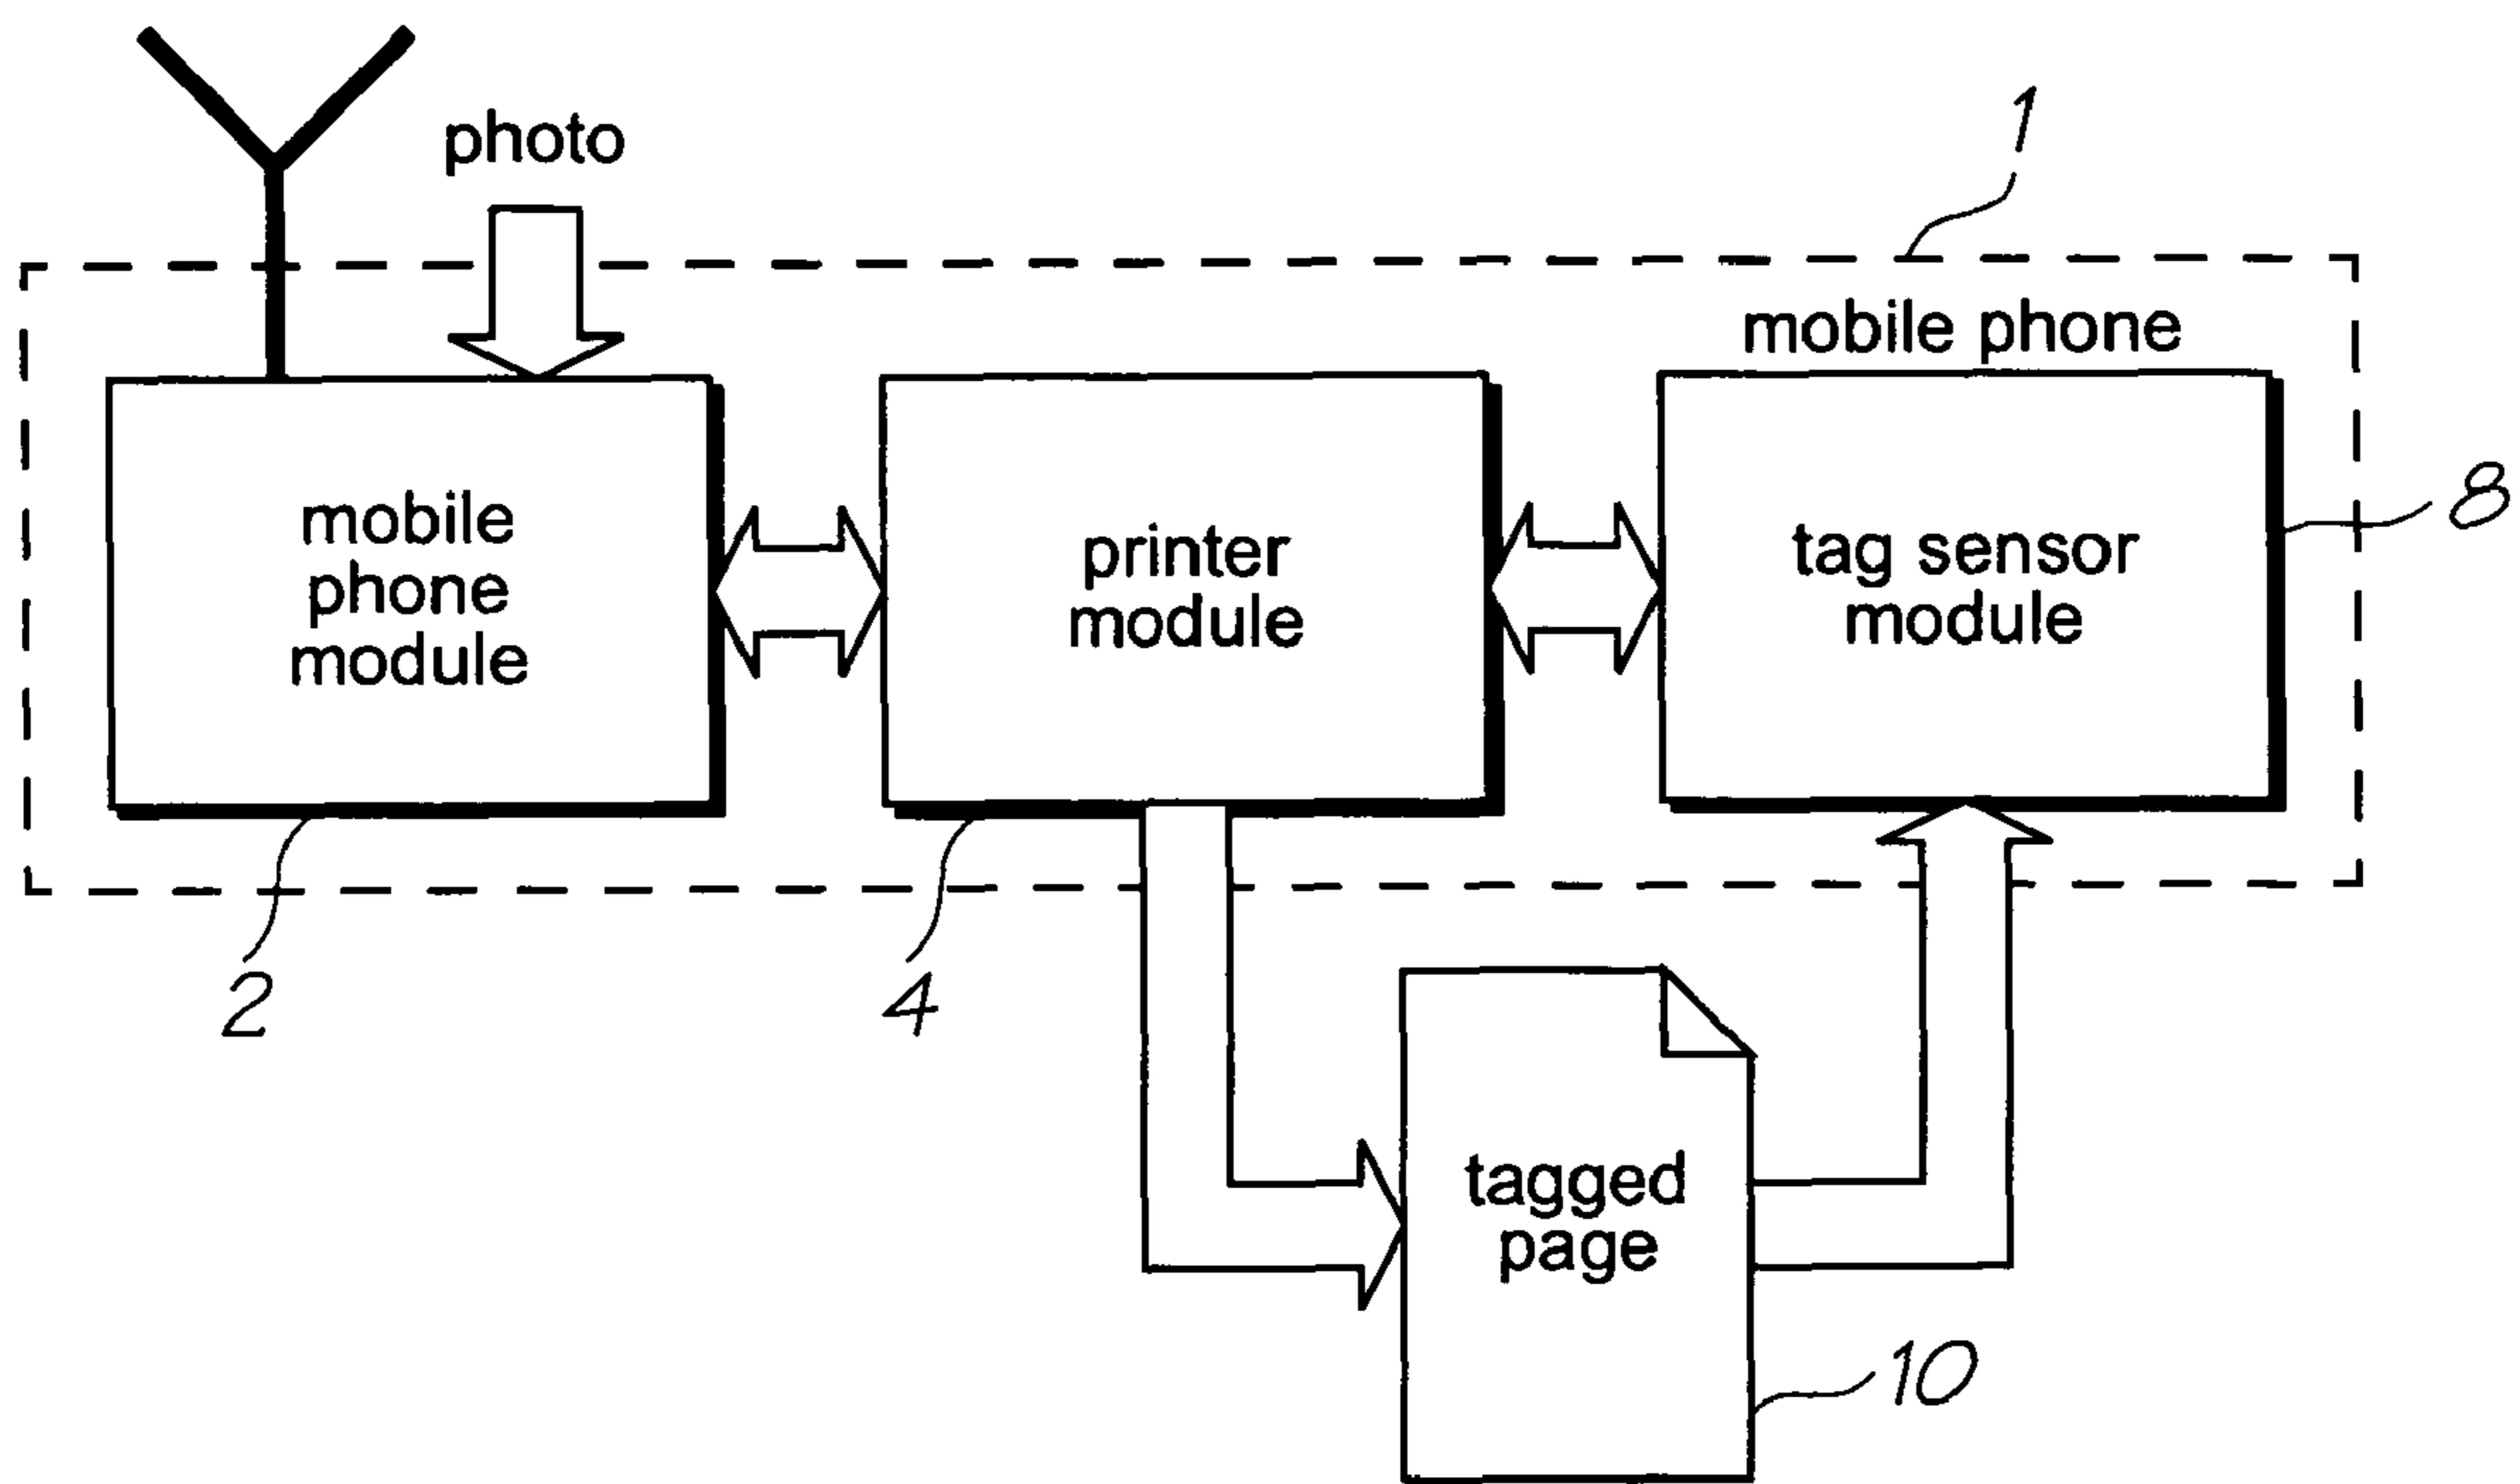 photo
1
mobile phone
mobile
phone
module
printer
module
tag sensor
module
8
2
4
tagged
page
10